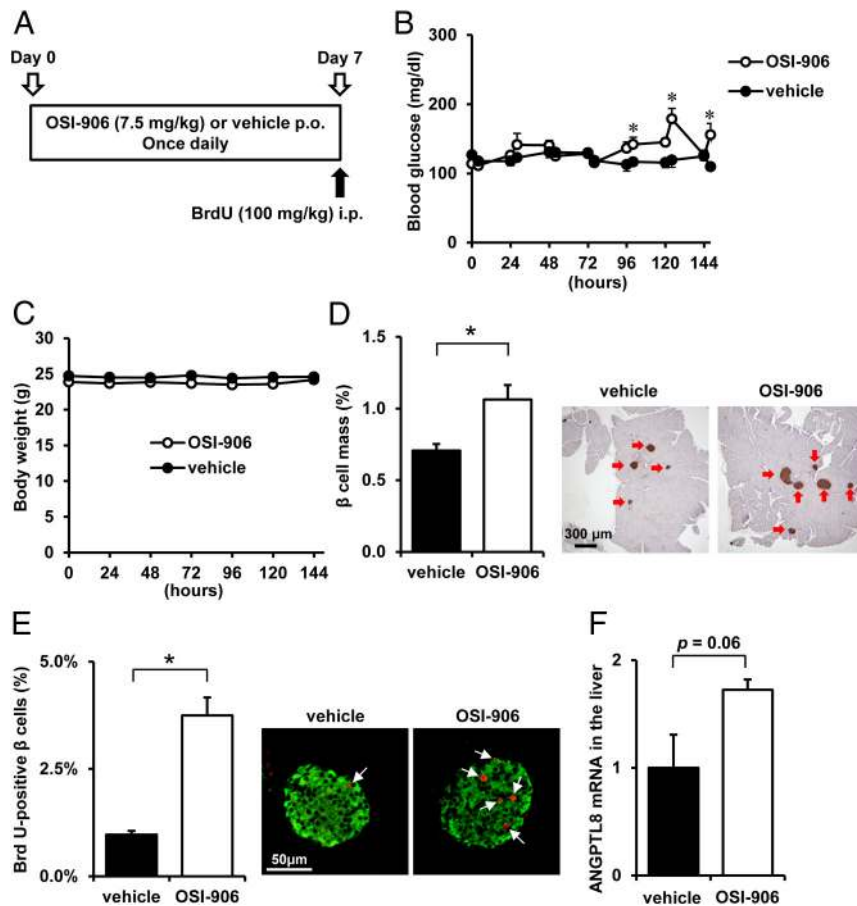 A
Day 0
Day 7
OSI-906 (7.5 mg/kg) or vehicle p.o.
Once daily
BrdU (100 mg/kg) i.p.
B
Blood glucose (mg/dl)
300
200
100
0
0 24 48 72 96 120 144
(hours)
OSI-906
vehicle
* * *
C
Body weight (g)
30
25
20
15
10
5
0
0 24 48 72 96 120 144
(hours)
OSI-906
vehicle
D
β cell mass (%)
1.5
1.0
0.5
0.0
*
vehicle OSI-906
vehicle OSI-906
300 μm
E
Brd U-positive β cells (%)
5.0%
2.5%
0.0%
*
vehicle OSI-906
vehicle OSI-906
50μm
F
ANGPTL8 mRNA in the liver
2
1
0
p = 0.06
vehicle OSI-906